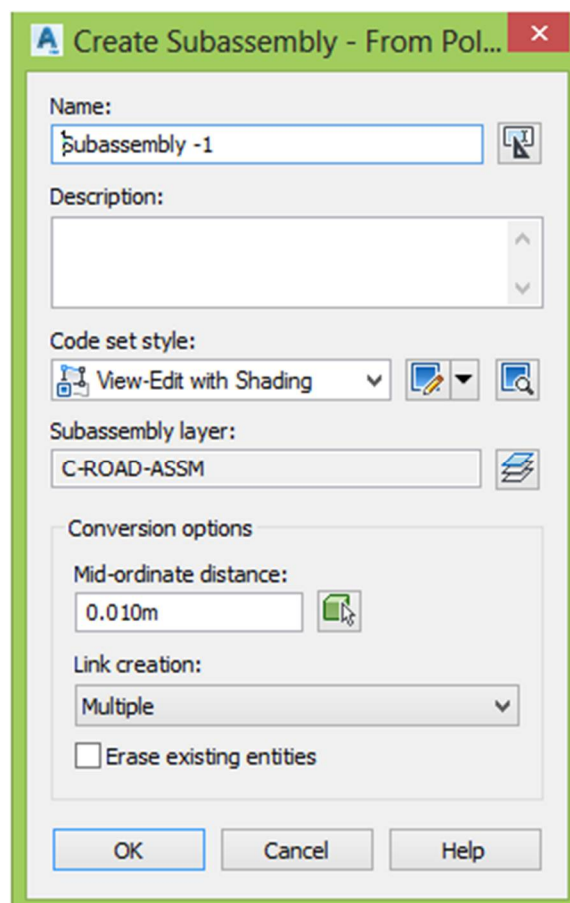 Create Subassembly - From Pol...
Name:
Subassembly -1
Description:
Code set style:
View-Edit with Shading
Subassembly layer:
C-ROAD-ASSM
Conversion options
Mid-ordinate distance:
0.010m
Link creation:
Multiple
Erase existing entities
OK Cancel Help